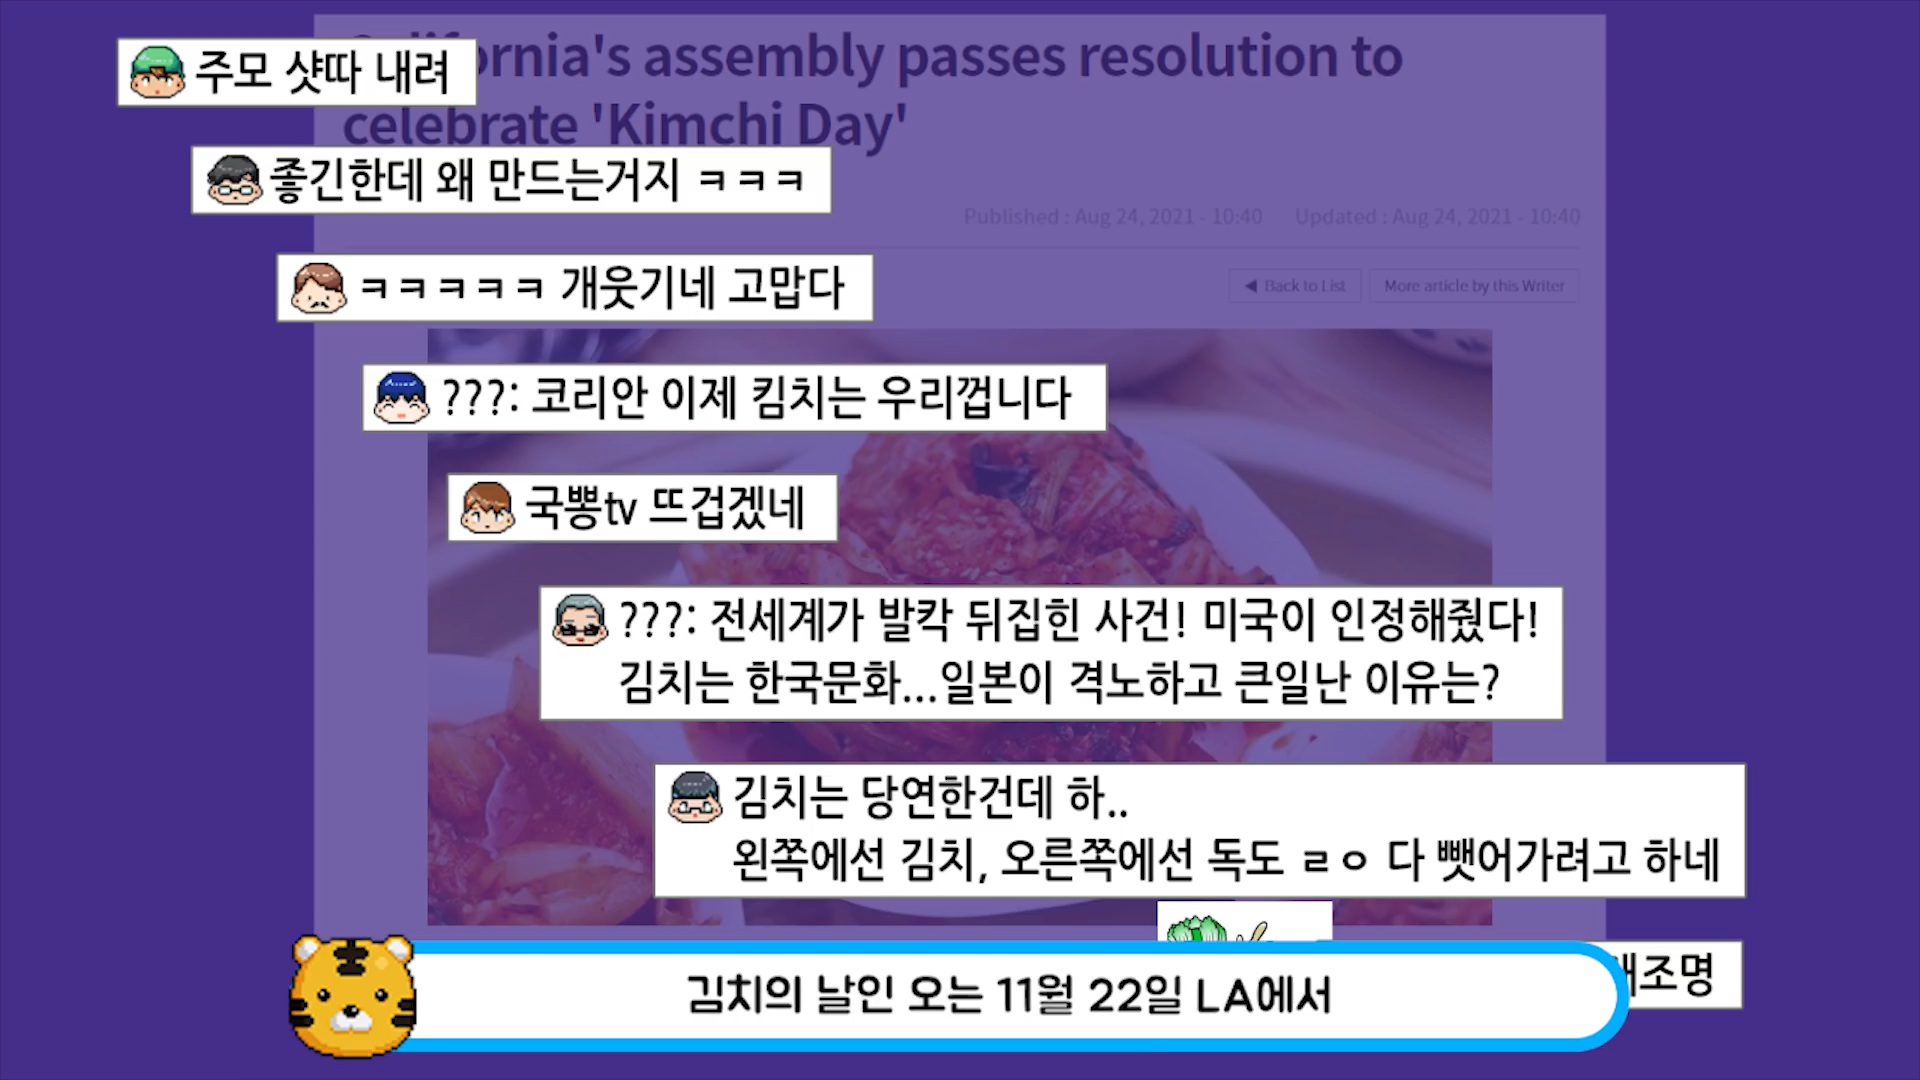 assembly passes resolution to
celebrate 'Kimchi Day'
주모 샷따 내려
좋긴한데 왜 만드는거지 ㅋㅋㅋ
Published : Aug 24, 2021 - 10:40 Updated : Aug 24, 2021 - 10:40
ㅋㅋㅋㅋㅋ 개웃기네 고맙다
◀ Back to List More article by this Writer
???: 코리안 이제 킴치는 우리껍니다
국뽕tv 뜨겁겠네
???: 전세계가 발칵 뒤집힌 사건! 미국이 인정해줬다!
김치는 한국문화...일본이 격노하고 큰일난 이유는?
김치는 당연한건데 하..
왼쪽에선 김치, 오른쪽에선 독도 ㄹㅇ 다 뺏어가려고 하네
김치의 날인 오는 11월 22일 LA에서